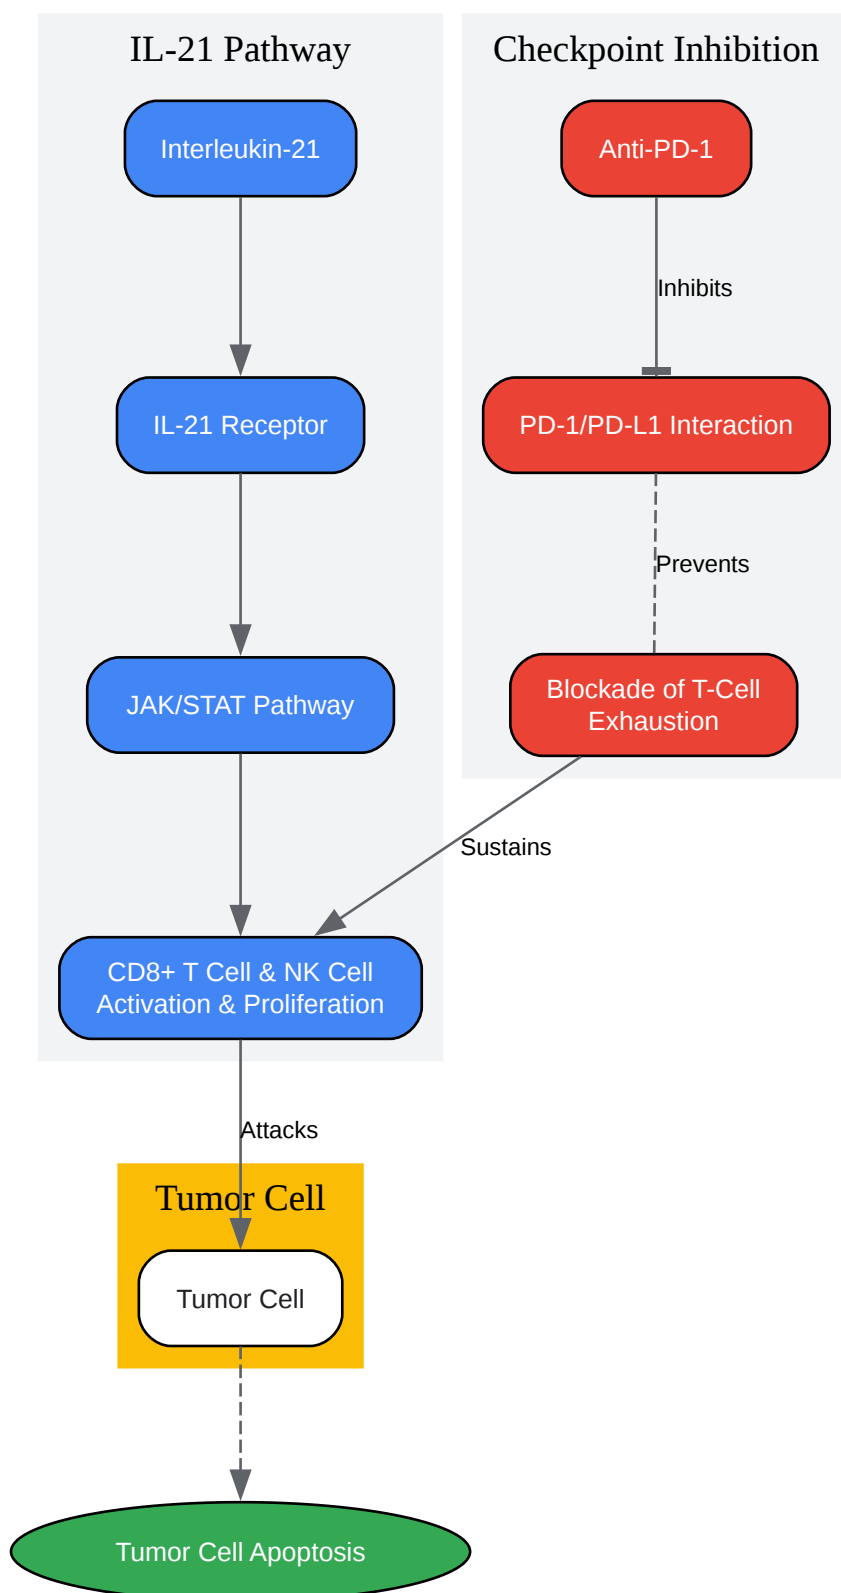 IL-21 Pathway
Checkpoint Inhibition
Interleukin-21
Anti-PD-1
Inhibits
IL-21 Receptor
PD-1/PD-L1 Interaction
Prevents
JAK/STAT Pathway
Blockade of T-Cell
Exhaustion
Sustains
CD8+ T Cell & NK Cell
Activation & Proliferation
Attacks
Tumor Cell
Tumor Cell
Tumor Cell Apoptosis